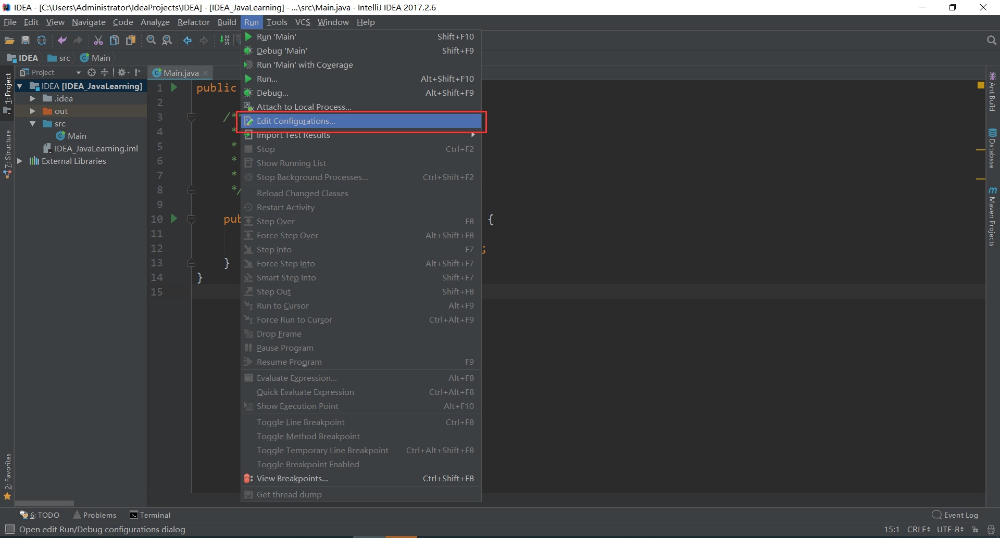 IDEA - [C:\Users\Administrator\IdeaProjects\IDEA] - [IDEA_JavaLearning] - ...\src\Main.java - IntelliJ IDEA 2017.2.6
File Edit View Navigate Code Analyze Refactor Build Run Tools VCS Window Help
IDEA src Main
Project
Main.java
1: Project
7: Structure
2: Favorites
IDEA [IDEA_JavaLearning]
.idea
out
src
Main
IDEA_JavaLearning.iml
External Libraries
1 public
2
3 /**
4 *
5 *
6 *
7 *
8 */
9
10 pub {
11
12 ;
13 }
14 }
15
Run 'Main' Shift+F10
Debug 'Main' Shift+F9
Run 'Main' with Coverage
Run... Alt+Shift+F10
Debug... Alt+Shift+F9
Attach to Local Process...
Edit Configurations...
Import Test Results
Stop Ctrl+F2
Show Running List
Stop Background Processes... Ctrl+Shift+F2
Reload Changed Classes
Restart Activity
Step Over F8
Force Step Over Alt+Shift+F8
Step Into F7
Force Step Into Alt+Shift+F7
Smart Step Into Shift+F7
Step Out Shift+F8
Run to Cursor Alt+F9
Force Run to Cursor Ctrl+Alt+F9
Drop Frame
Pause Program
Resume Program F9
Evaluate Expression... Alt+F8
Quick Evaluate Expression Ctrl+Alt+F8
Show Execution Point Alt+F10
Toggle Line Breakpoint Ctrl+F8
Toggle Method Breakpoint
Toggle Temporary Line Breakpoint Ctrl+Alt+Shift+F8
Toggle Breakpoint Enabled
View Breakpoints... Ctrl+Shift+F8
Get thread dump
Ant Build
Database
Maven Projects
6: TODO Problems Terminal Event Log
Open edit Run/Debug configurations dialog 15:1 CRLF UTF-8